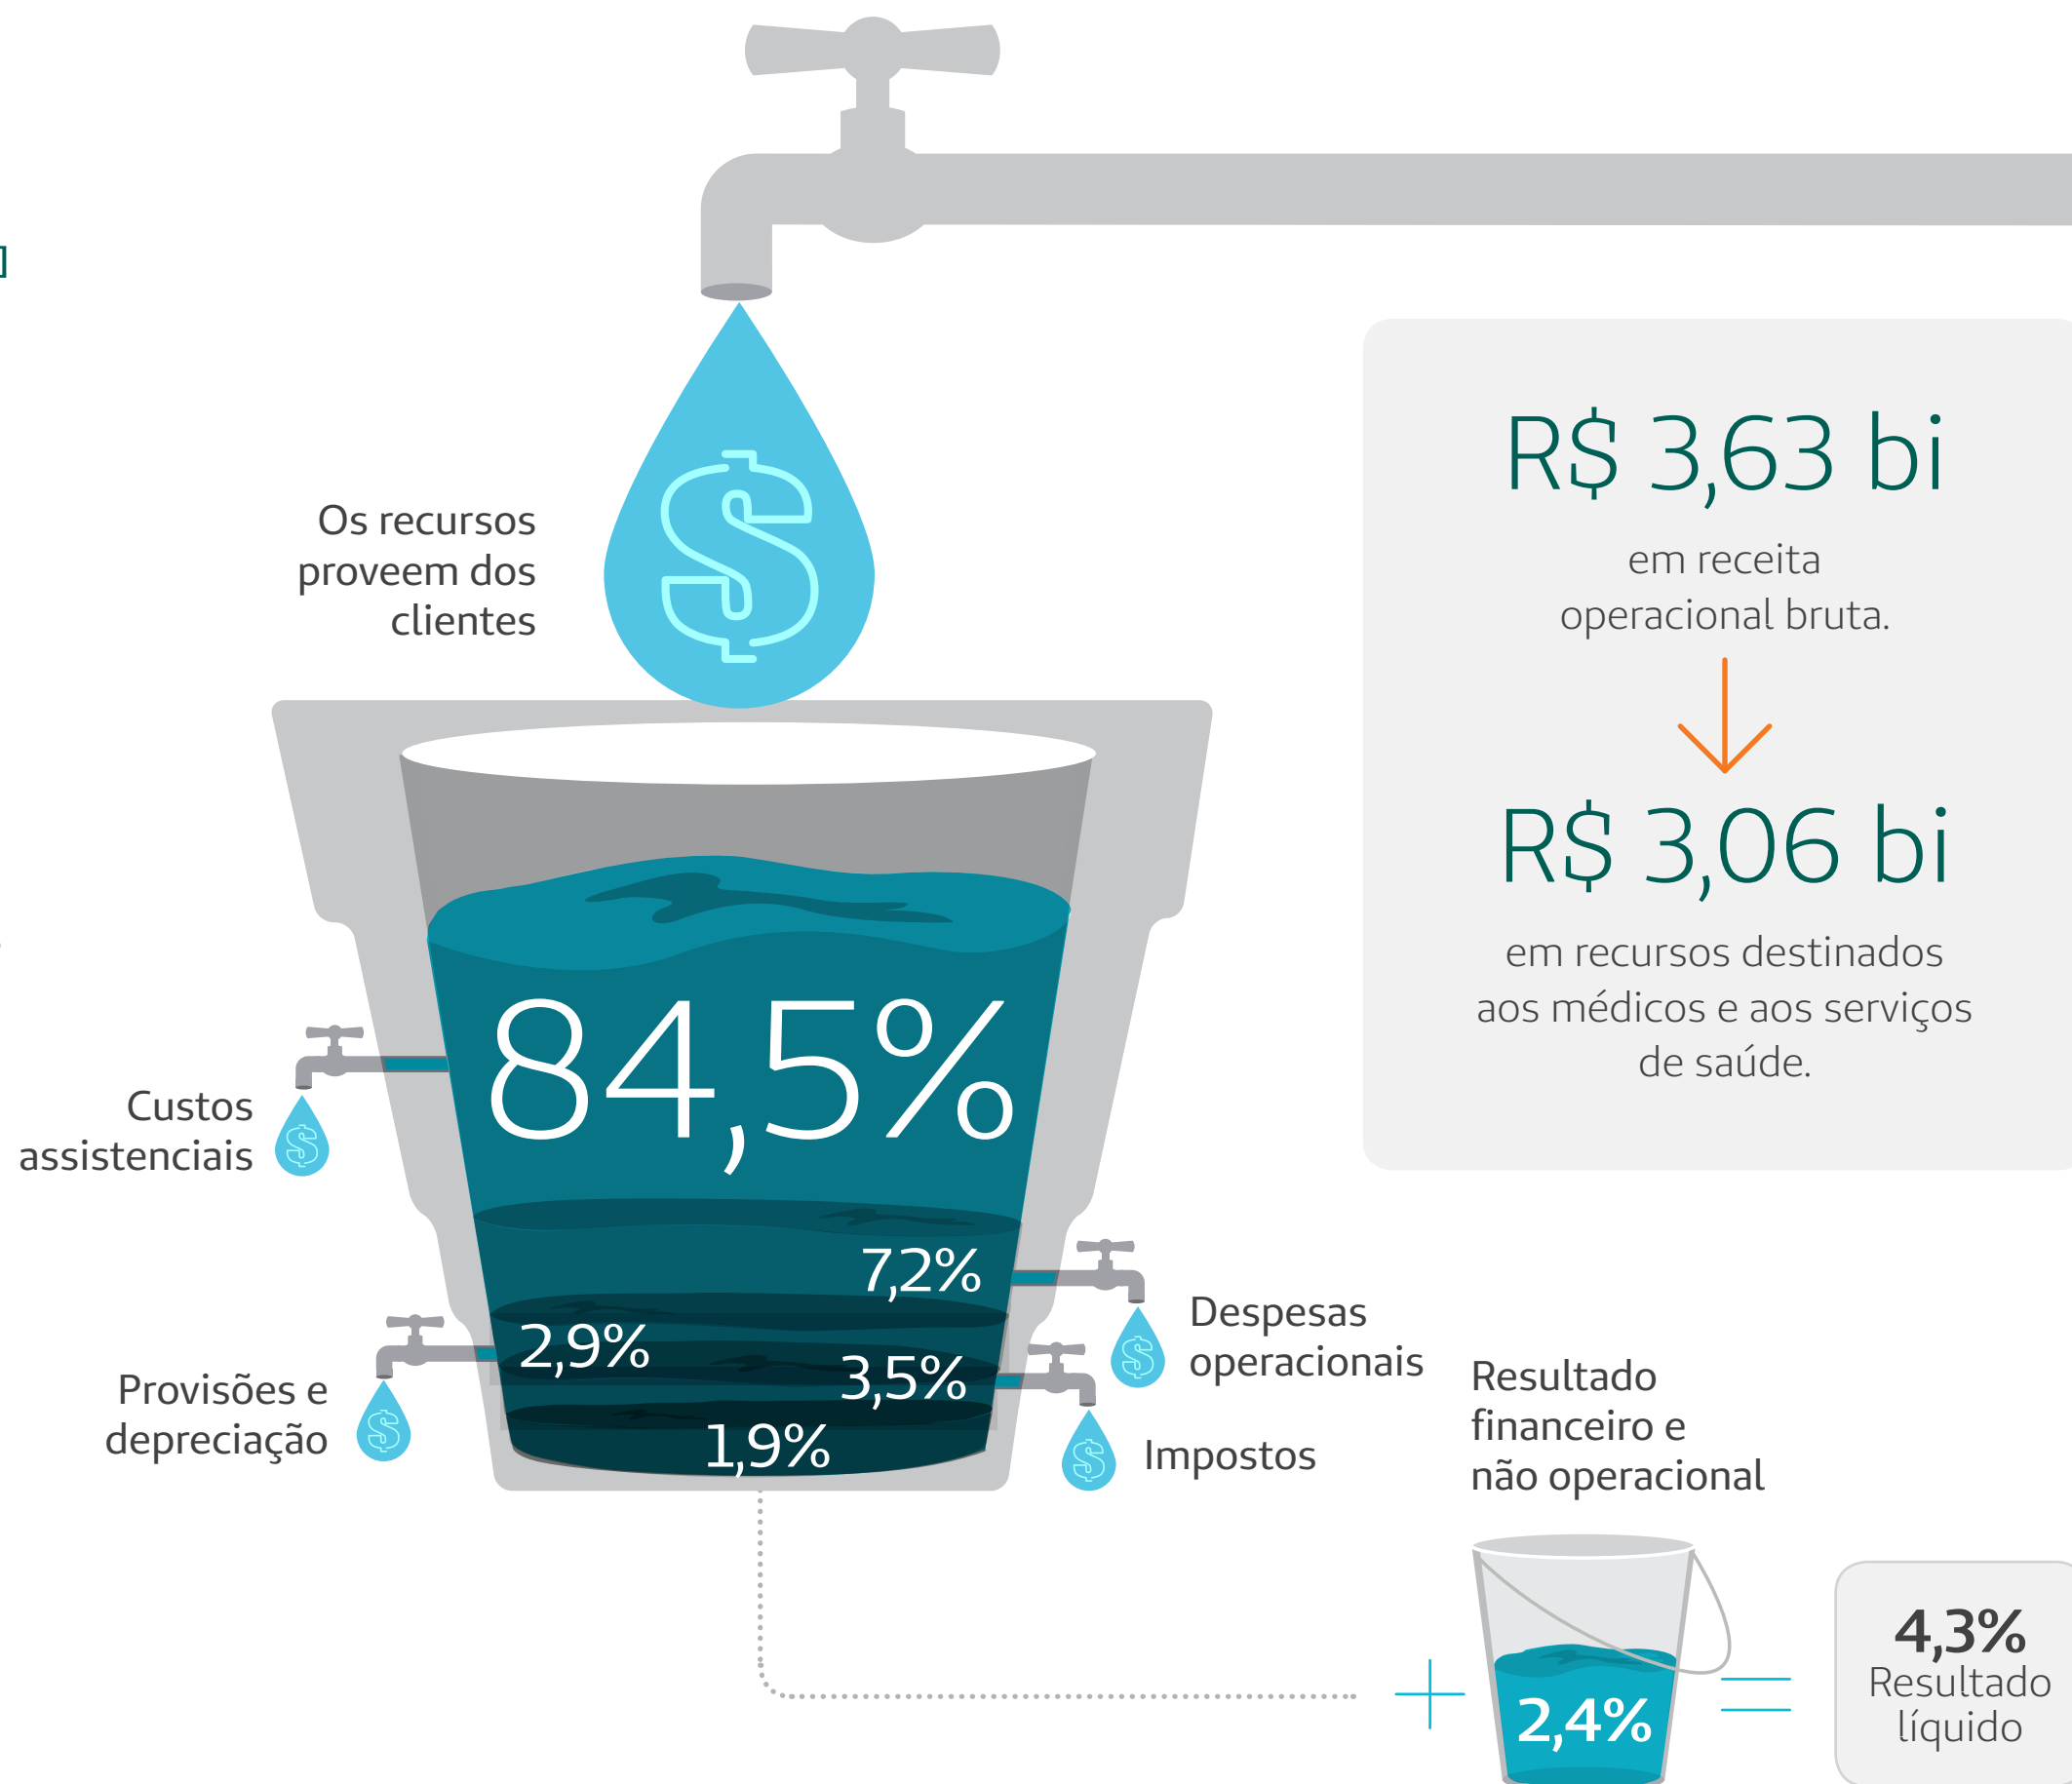 ]
Os recursos
proveem dos
clientes
R$ 3,63 bi
em receita
operacional bruta.
R$ 3,06 bi
em recursos destinados
aos médicos e aos serviços
de saúde.
84,5%
Custos
assistenciais
7,2%
Despesas
operacionais
2,9%
Provisões e
depreciação
3,5%
Impostos
1,9%
Resultado
financeiro e
não operacional
2,4%
4,3%
Resultado
líquido